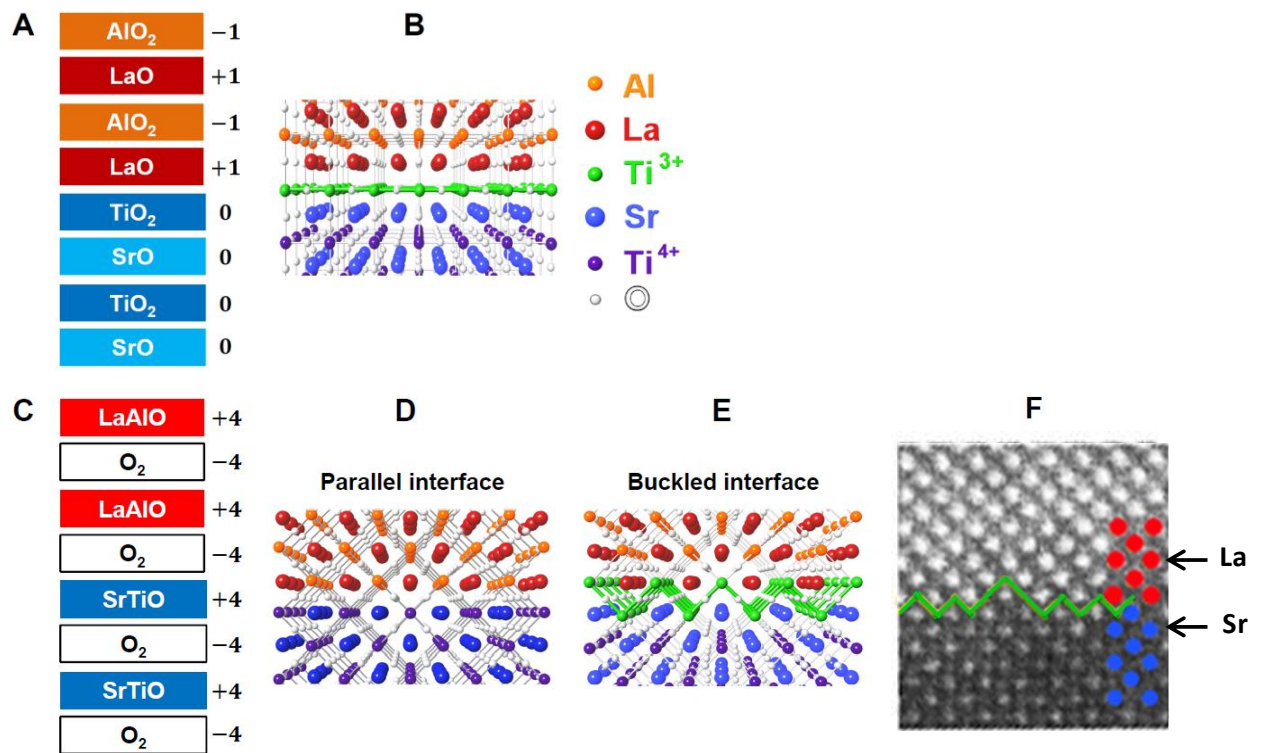 A
B
AlO₂ −1
LaO +1
AlO₂ −1
LaO +1
TiO₂ 0
SrO 0
TiO₂ 0
SrO 0
Al
La
Ti³⁺
Sr
Ti⁴⁺
O
C
D
E
F
LaAlO +4
O₂ −4
LaAlO +4
O₂ −4
SrTiO +4
O₂ −4
SrTiO +4
O₂ −4
Parallel interface
Buckled interface
La
Sr